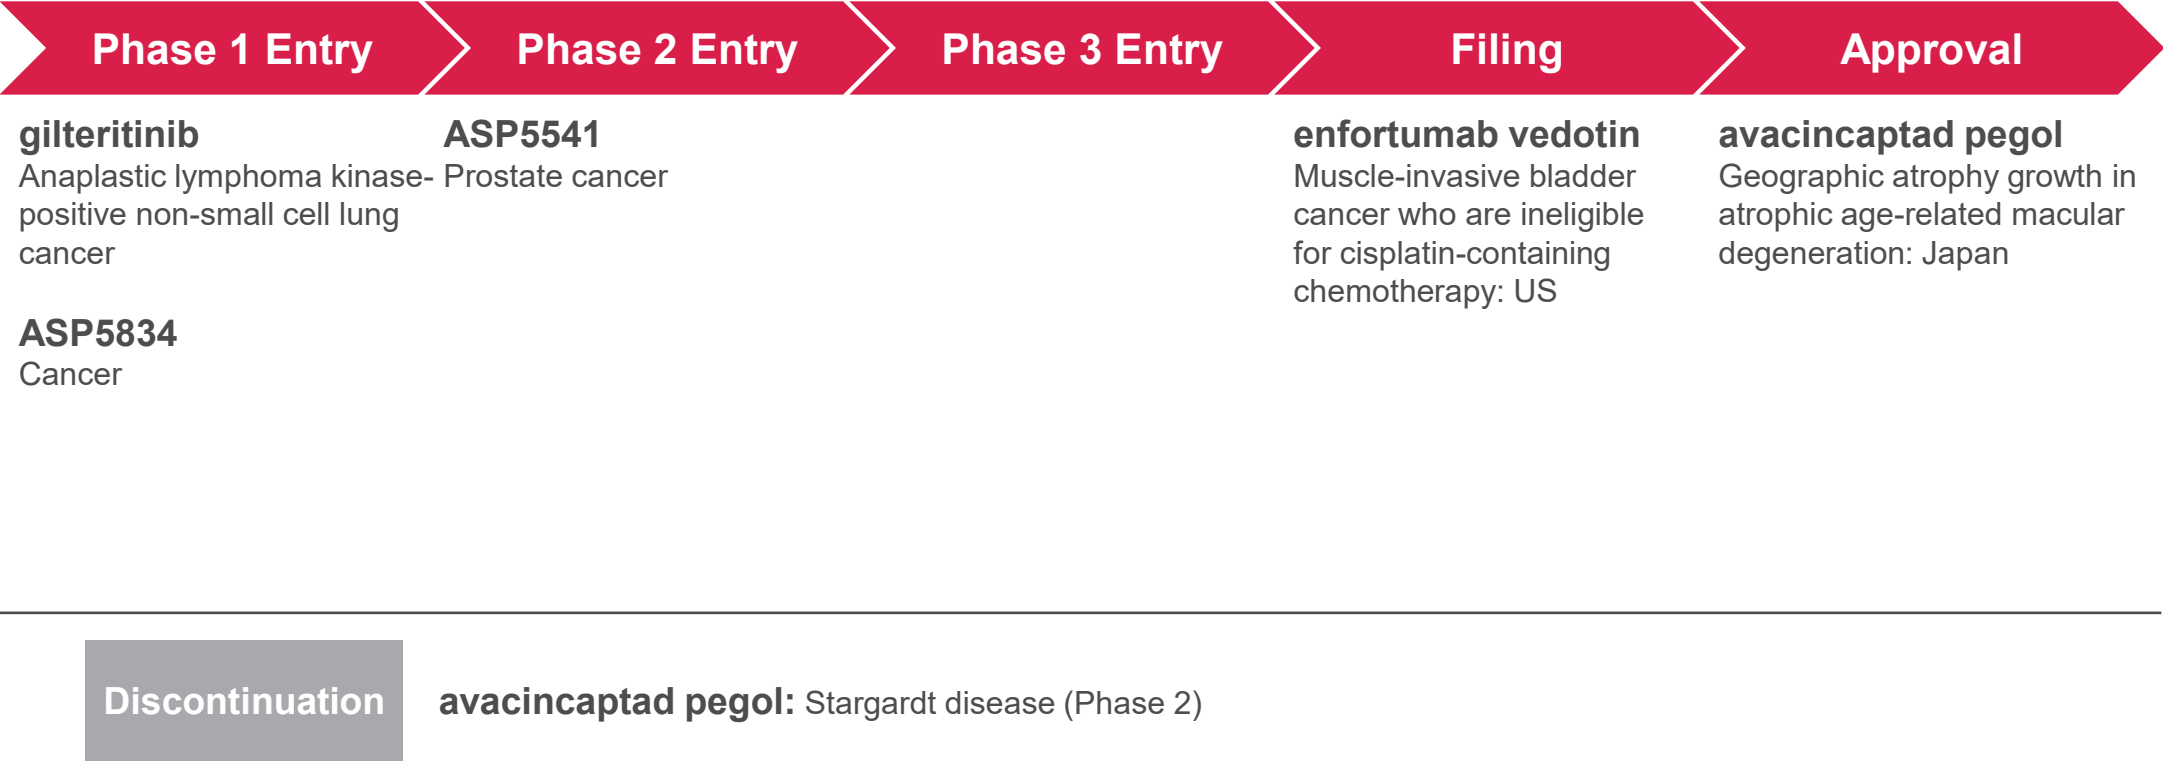 Phase 1 Entry
Phase 2 Entry
Phase 3 Entry
Filing
Approval
gilteritinib
Anaplastic lymphoma kinase-
positive non-small cell lung
cancer
ASP5834
Cancer
ASP5541
Prostate cancer
enfortumab vedotin
Muscle-invasive bladder
cancer who are ineligible
for cisplatin-containing
chemotherapy: US
avacincaptad pegol
Geographic atrophy growth in
atrophic age-related macular
degeneration: Japan
Discontinuation
avacincaptad pegol: Stargardt disease (Phase 2)